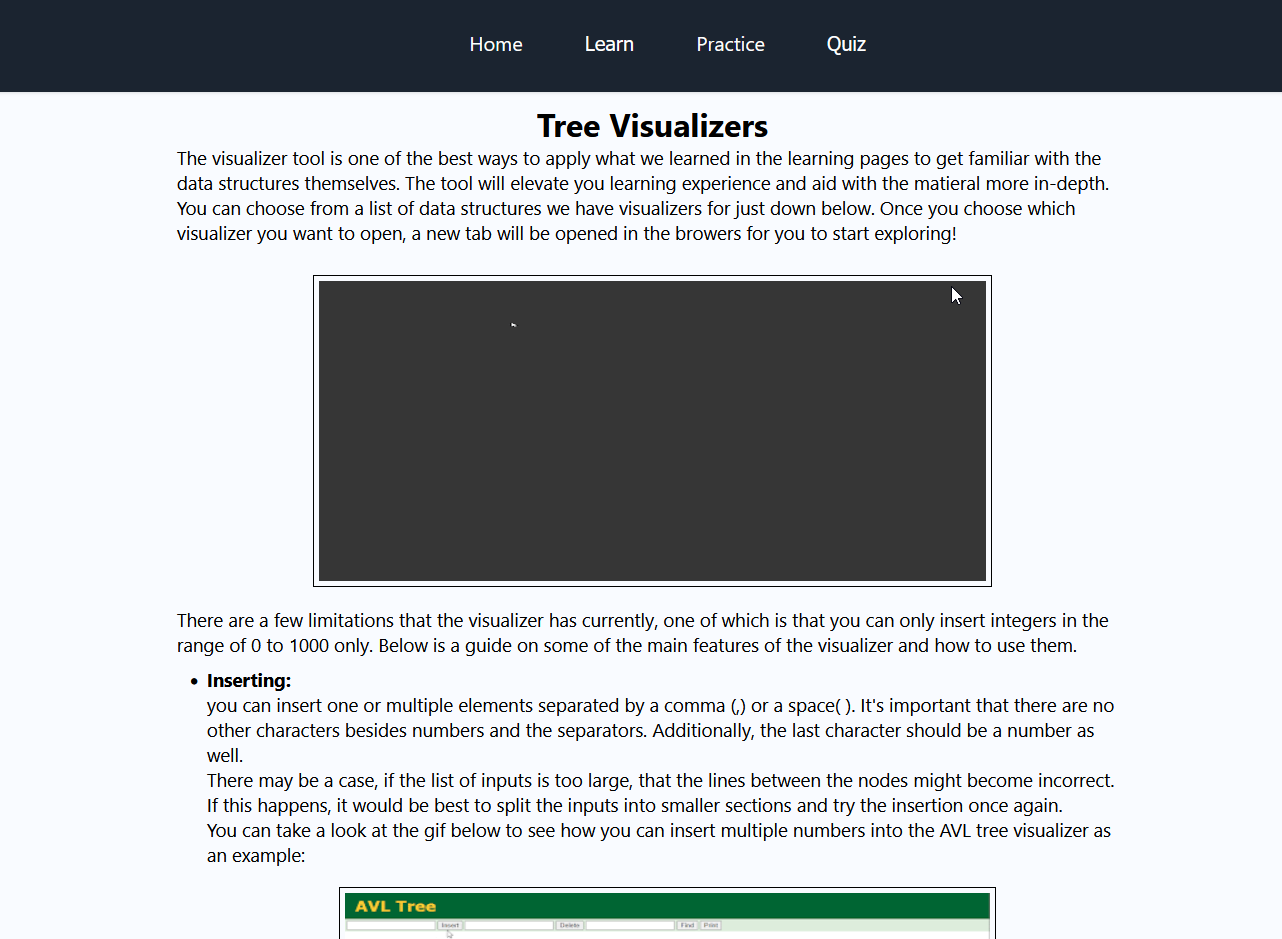 Home Learn Practice Quiz
Tree Visualizers
The visualizer tool is one of the best ways to apply what we learned in the learning pages to get familiar with the
data structures themselves. The tool will elevate you learning experience and aid with the matieral more in-depth.
You can choose from a list of data structures we have visualizers for just down below. Once you choose which
visualizer you want to open, a new tab will be opened in the browers for you to start exploring!
There are a few limitations that the visualizer has currently, one of which is that you can only insert integers in the
range of 0 to 1000 only. Below is a guide on some of the main features of the visualizer and how to use them.
• Inserting:
you can insert one or multiple elements separated by a comma (,) or a space( ). It's important that there are no
other characters besides numbers and the separators. Additionally, the last character should be a number as
well.
There may be a case, if the list of inputs is too large, that the lines between the nodes might become incorrect.
If this happens, it would be best to split the inputs into smaller sections and try the insertion once again.
You can take a look at the gif below to see how you can insert multiple numbers into the AVL tree visualizer as
an example:
AVL Tree
Insert Delete Find Print